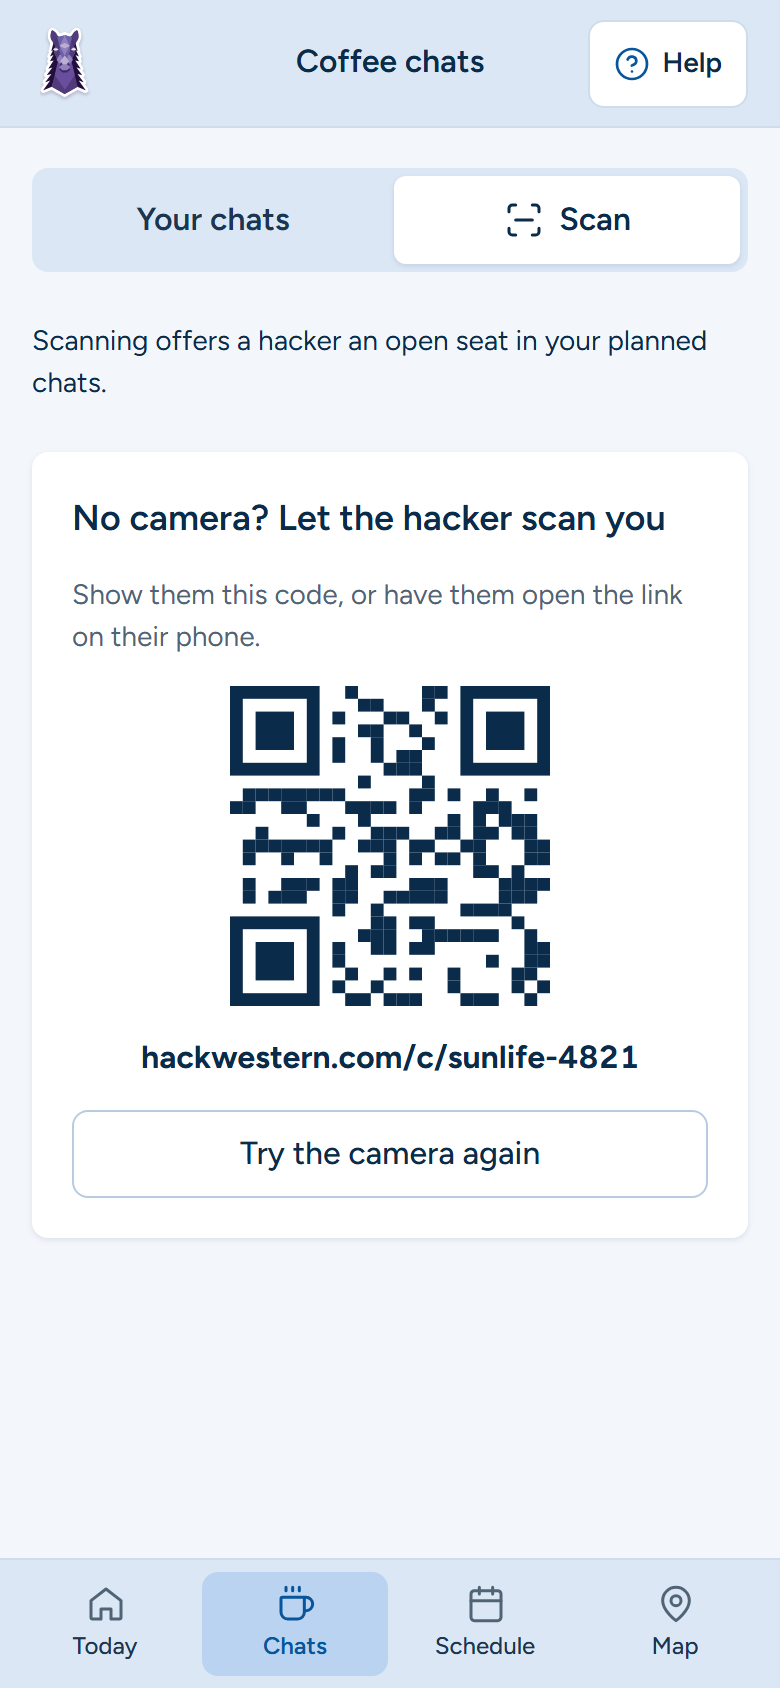 Coffee chats
Help
Your chats
Scan
Scanning offers a hacker an open seat in your planned
chats.
No camera? Let the hacker scan you
Show them this code, or have them open the link
on their phone.
hackwestern.com/c/sunlife-4821
Try the camera again
Today
Chats
Schedule
Map